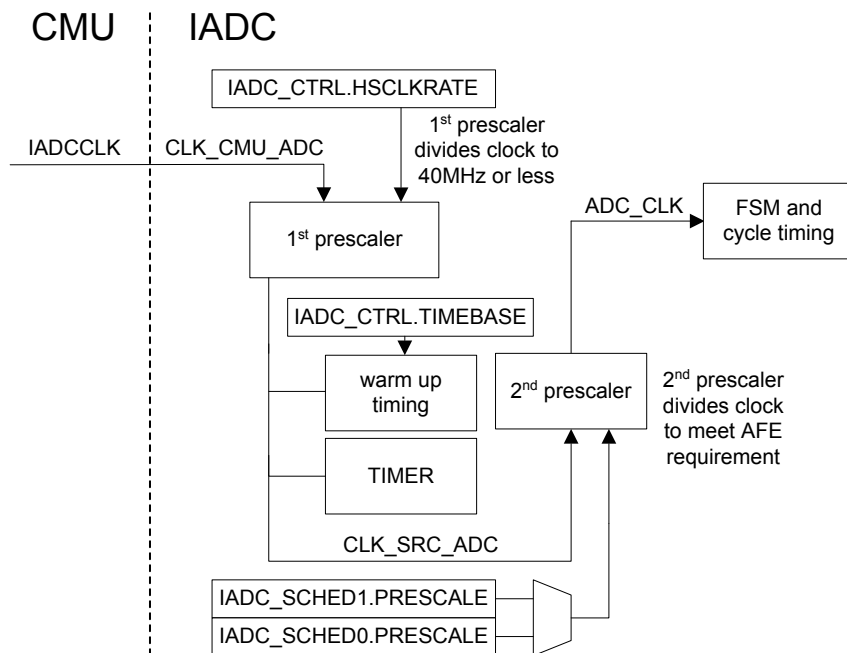 CMU
IADC
IADC_CTRL.HSCLKRATE
IADCCLK
CLK_CMU_ADC
1st prescaler
divides clock to
40MHz or less
ADC_CLK
FSM and
cycle timing
1st prescaler
IADC_CTRL.TIMEBASE
warm up
timing
2nd prescaler
2nd prescaler
divides clock
to meet AFE
requirement
TIMER
CLK_SRC_ADC
IADC_SCHED1.PRESCALE
IADC_SCHED0.PRESCALE